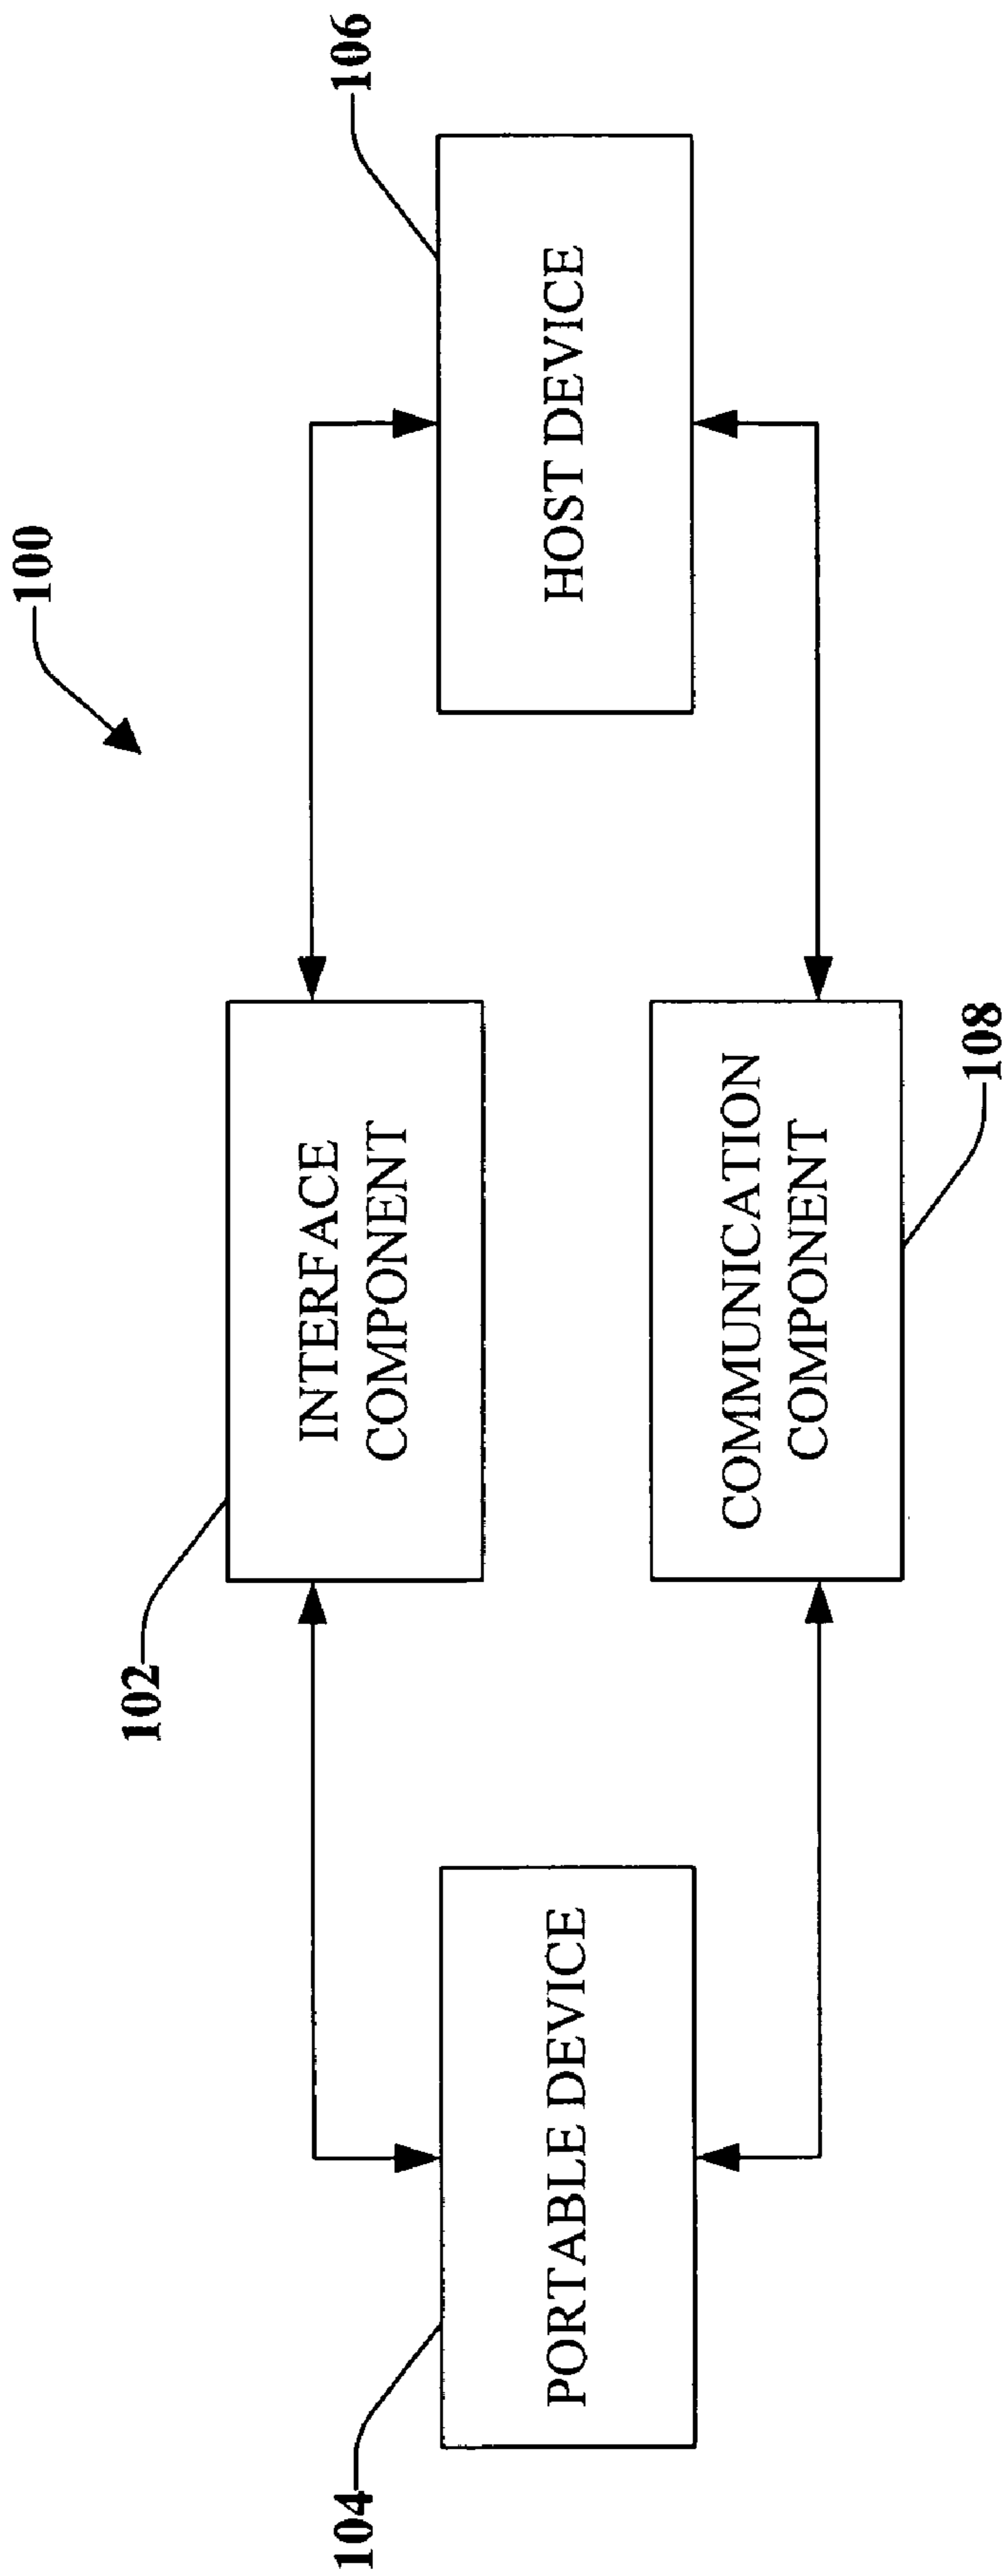 100
102
INTERFACE
COMPONENT
104
PORTABLE DEVICE
106
HOST DEVICE
COMMUNICATION
COMPONENT
108